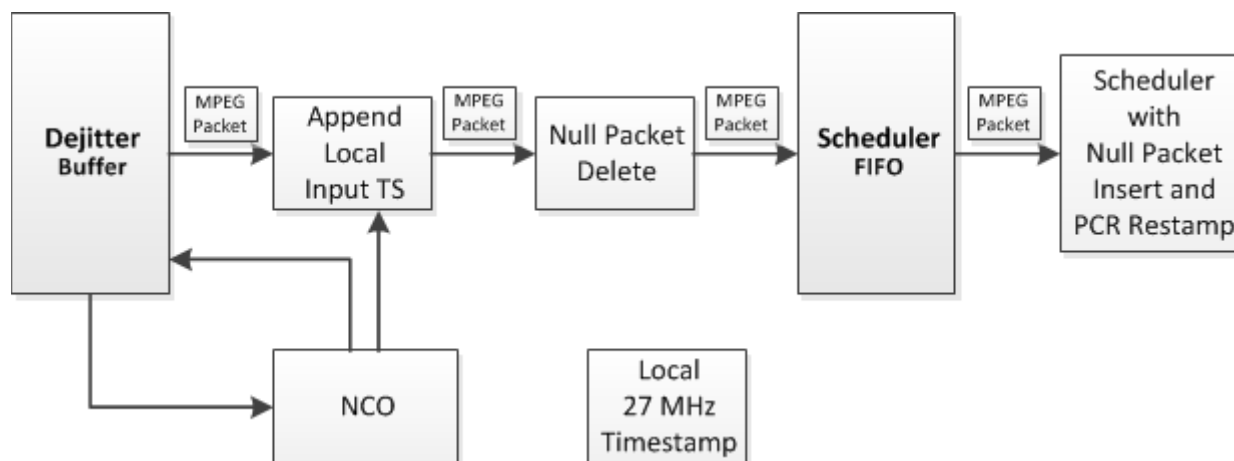 Dejitter
Buffer
MPEG
Packet
Append
Local
Input TS
MPEG
Packet
Null Packet
Delete
MPEG
Packet
Scheduler
FIFO
MPEG
Packet
Scheduler
with
Null Packet
Insert and
PCR Restamp
NCO
Local
27 MHz
Timestamp